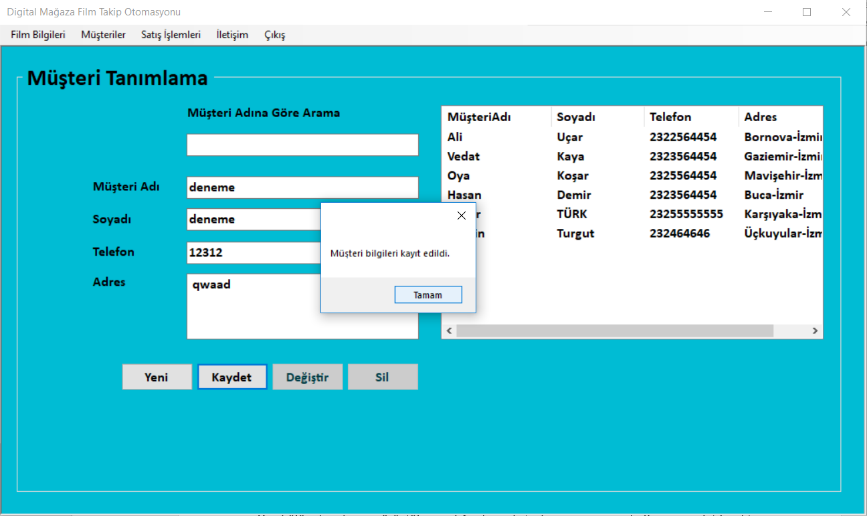 Digital Mağaza Film Takip Otomasyonu
Film Bilgileri Müşteriler Satış İşlemleri İletişim Çıkış
Müşteri Tanımlama
Müşteri Adına Göre Arama
Müşteri Adı deneme
Soyadı deneme
Telefon 12312
Adres qwaad
Yeni Kaydet Değiştir Sil
MüşteriAdı Soyadı Telefon Adres
Ali Uçar 2322564454 Bornova-İzmir
Vedat Kaya 2323564454 Gaziemir-İzmi
Oya Koşar 2325564454 Mavişehir-İzm
Hasan Demir 2323564454 Buca-İzmir
r TÜRK 23255555555 Karşıyaka-İzm
in Turgut 232464646 Üçkuyular-İzm
Müşteri bilgileri kayıt edildi.
Tamam